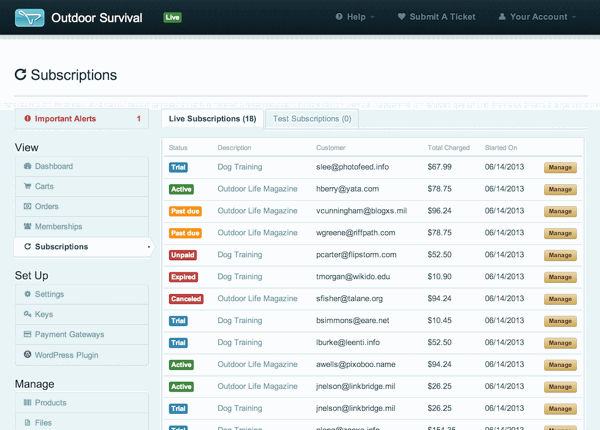 Outdoor Survival Live Help Submit A Ticket Your Account
Subscriptions
Important Alerts 1
Live Subscriptions (18) Test Subscriptions (0)
View
Dashboard
Carts
Orders
Memberships
Subscriptions
Set Up
Settings
Keys
Payment Gateways
WordPress Plugin
Manage
Products
Files
Status Description Customer Total Charged Started On
Trial Dog Training slee@photofeed.info $67.99 06/14/2013 Manage
Active Outdoor Life Magazine hberry@yata.com $78.75 06/14/2013 Manage
Past due Outdoor Life Magazine vcunningham@blogxs.mil $96.24 06/14/2013 Manage
Past due Outdoor Life Magazine wgreene@riffpath.com $78.75 06/14/2013 Manage
Unpaid Dog Training pcarter@flipstorm.com $52.50 06/14/2013 Manage
Expired Dog Training tmorgan@wikido.edu $10.90 06/14/2013 Manage
Canceled Outdoor Life Magazine sfisher@talane.org $94.24 06/14/2013 Manage
Trial Dog Training bsimmons@eare.net $10.45 06/14/2013 Manage
Trial Dog Training lburke@leenti.info $52.50 06/14/2013 Manage
Active Outdoor Life Magazine awells@pixoboo.name $94.24 06/14/2013 Manage
Active Outdoor Life Magazine jnelson@linkbridge.mil $26.25 06/14/2013 Manage
Trial Dog Training jnelson@linkbridge.mil $26.25 06/14/2013 Manage
Trial Dog Training 06/14/2013 Manage